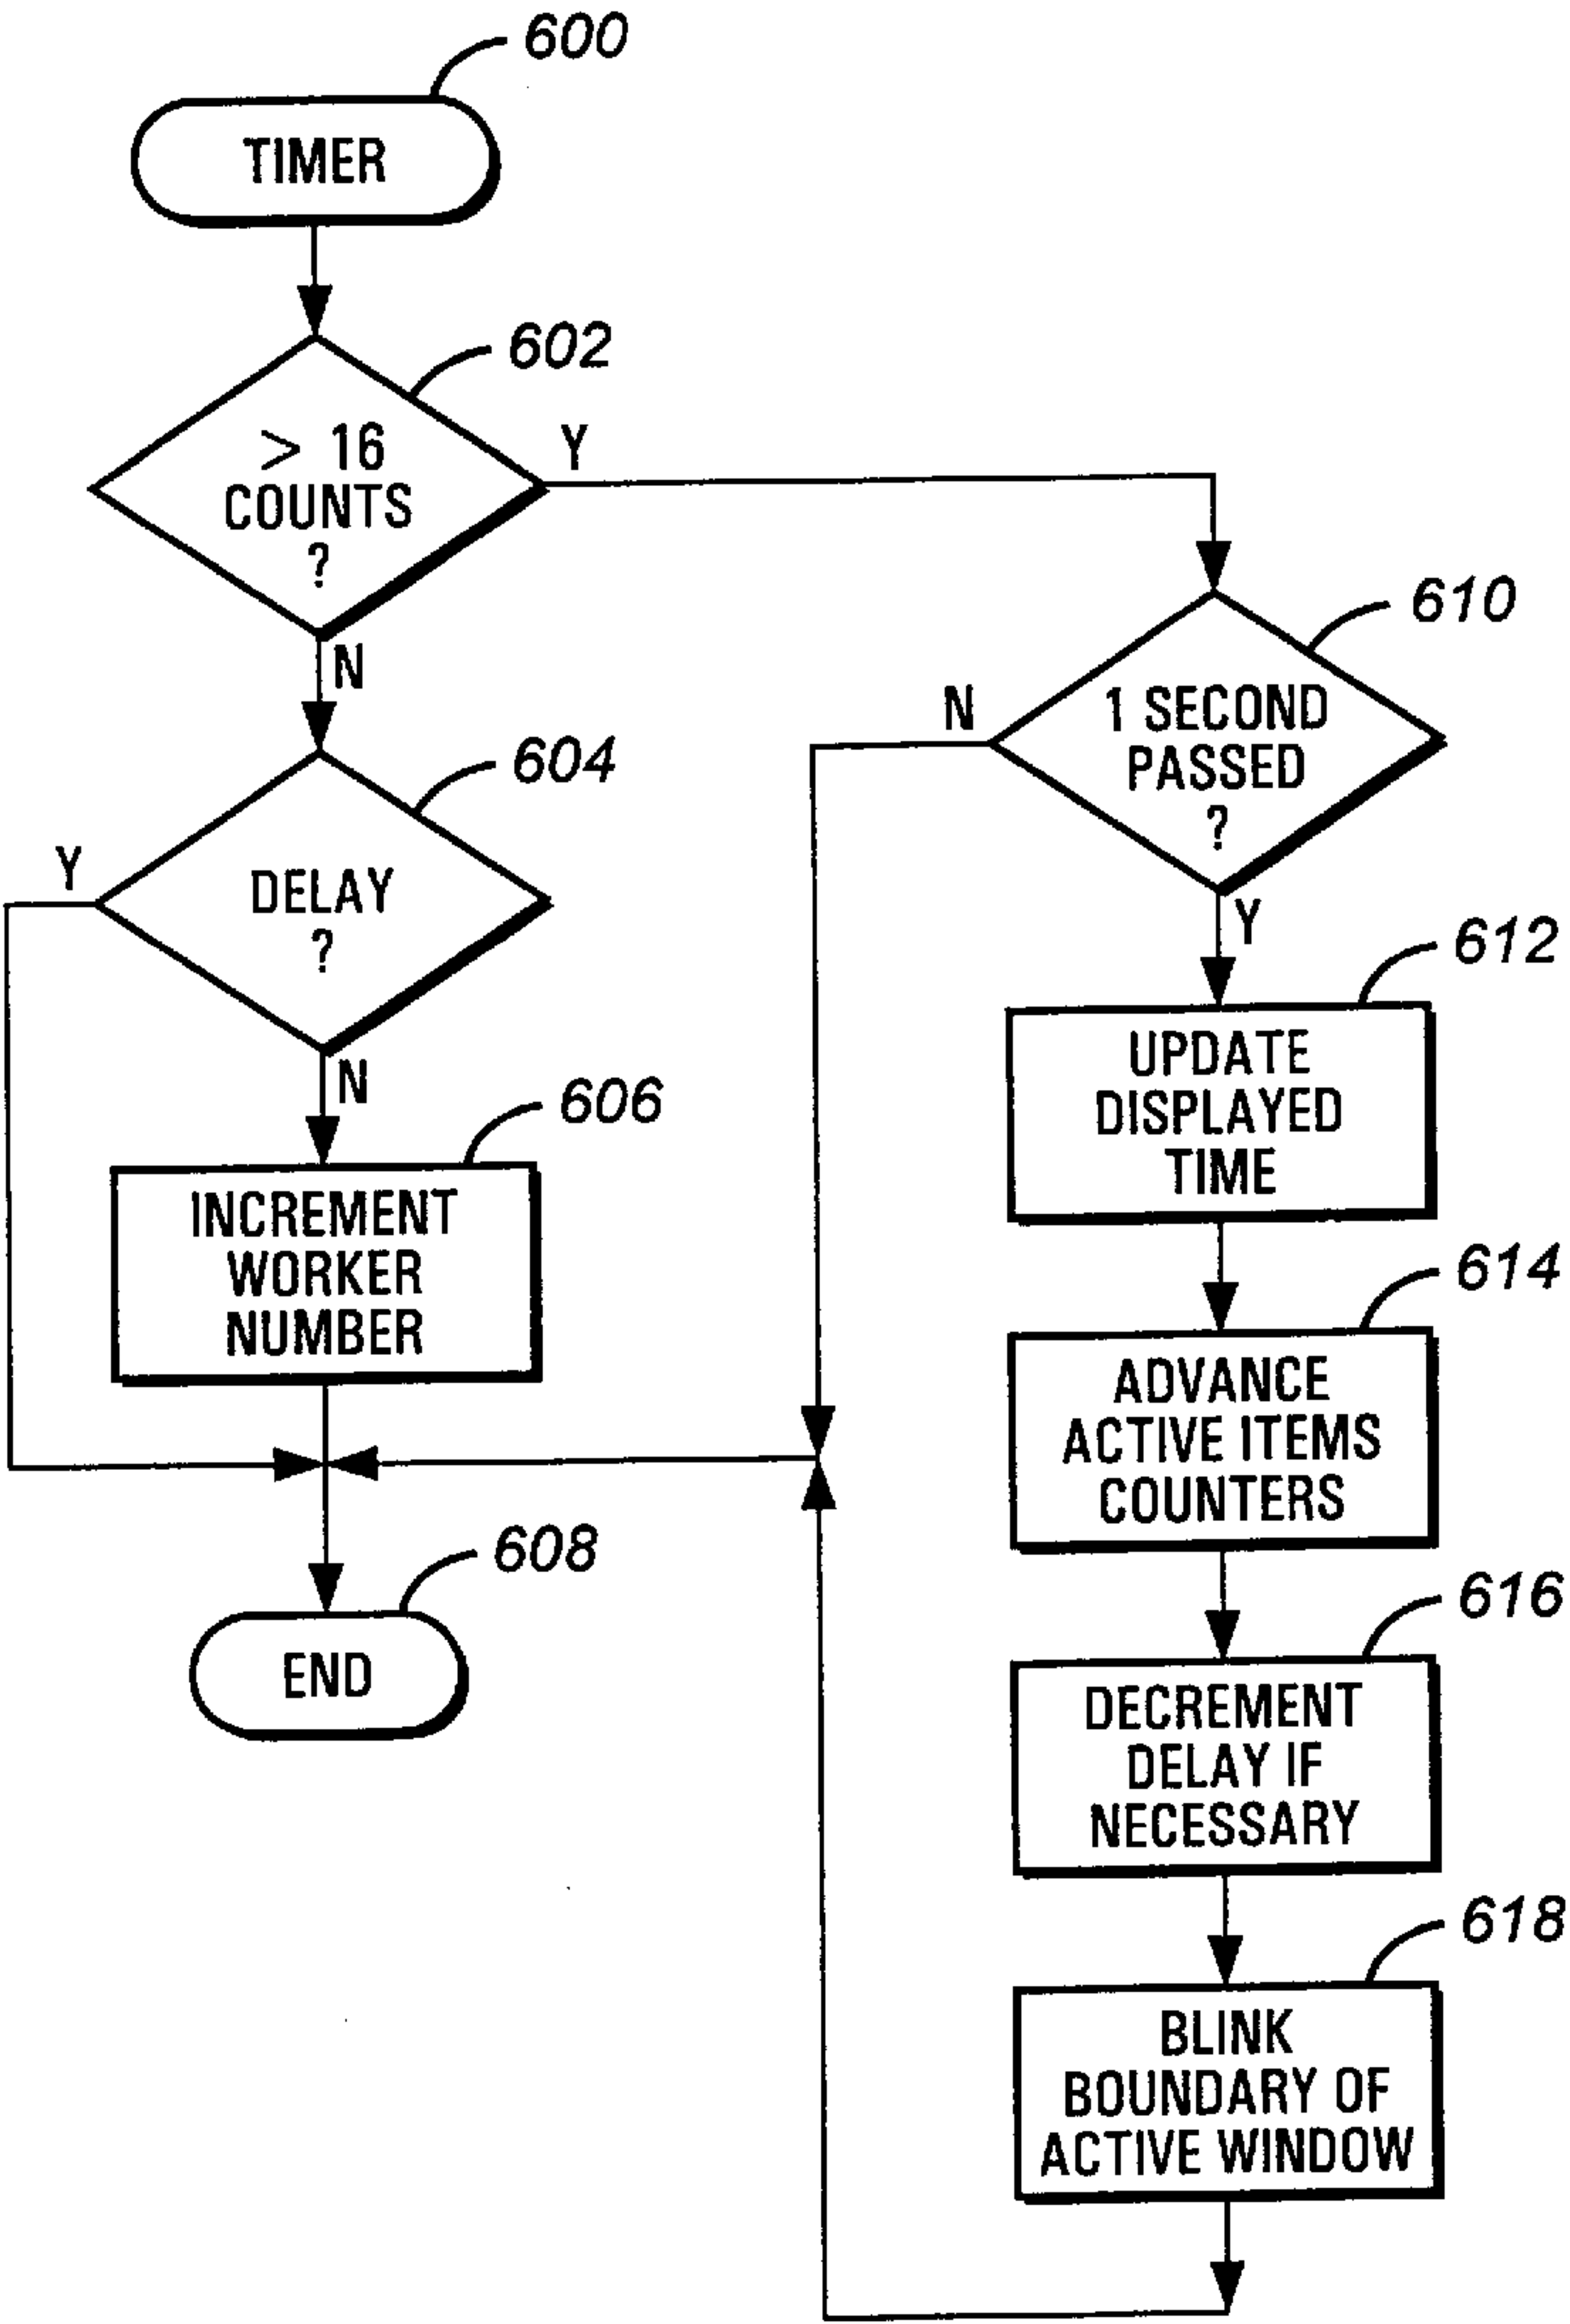 600
TIMER
602
> 16
COUNTS
?
Y
N
604
DELAY
?
Y
N
606
INCREMENT
WORKER
NUMBER
608
END
610
1 SECOND
PASSED
?
N
Y
612
UPDATE
DISPLAYED
TIME
614
ADVANCE
ACTIVE ITEMS
COUNTERS
616
DECREMENT
DELAY IF
NECESSARY
618
BLINK
BOUNDARY OF
ACTIVE WINDOW